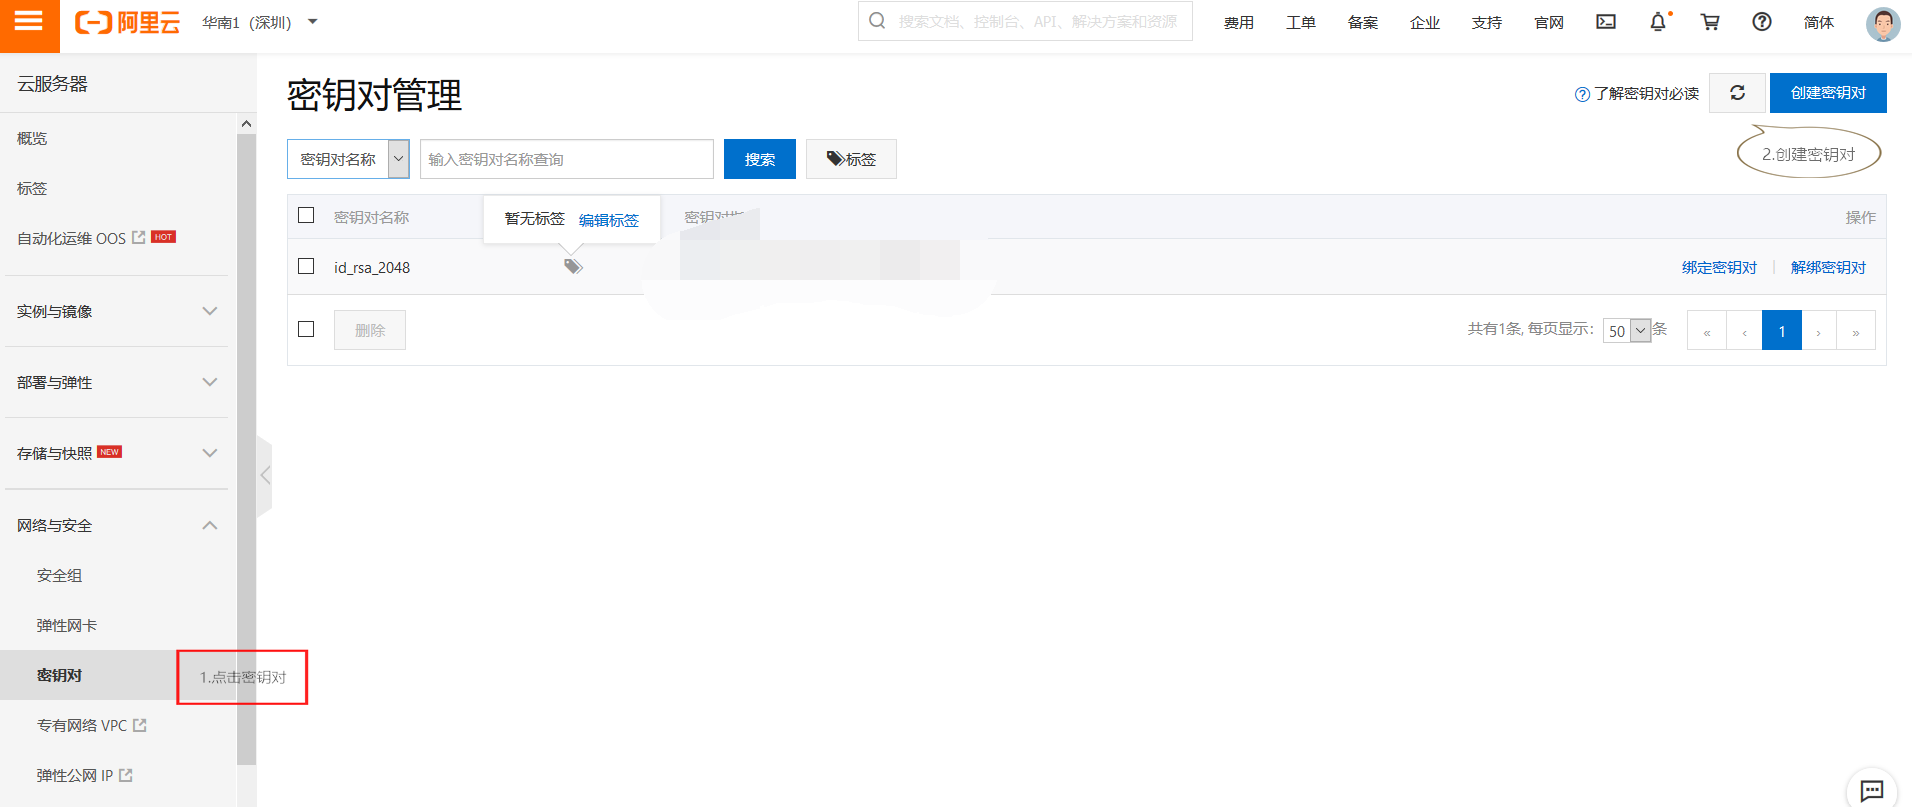 阿里云 华南1（深圳） 搜索文档、控制台、API、解决方案和资源 费用 工单 备案 企业 支持 官网 简体
云服务器
概览
标签
自动化运维 OOS HOT
实例与镜像
部署与弹性
存储与快照 NEW
网络与安全
安全组
弹性网卡
密钥对
1.点击密钥对
专有网络 VPC
弹性公网 IP
密钥对管理
了解密钥对必读 创建密钥对
2.创建密钥对
密钥对名称 输入密钥对名称查询 搜索 标签
密钥对名称 暂无标签 编辑标签 密钥对 操作
id_rsa_2048 绑定密钥对 解绑密钥对
删除 共有1条, 每页显示： 50 条 « ‹ 1 › »